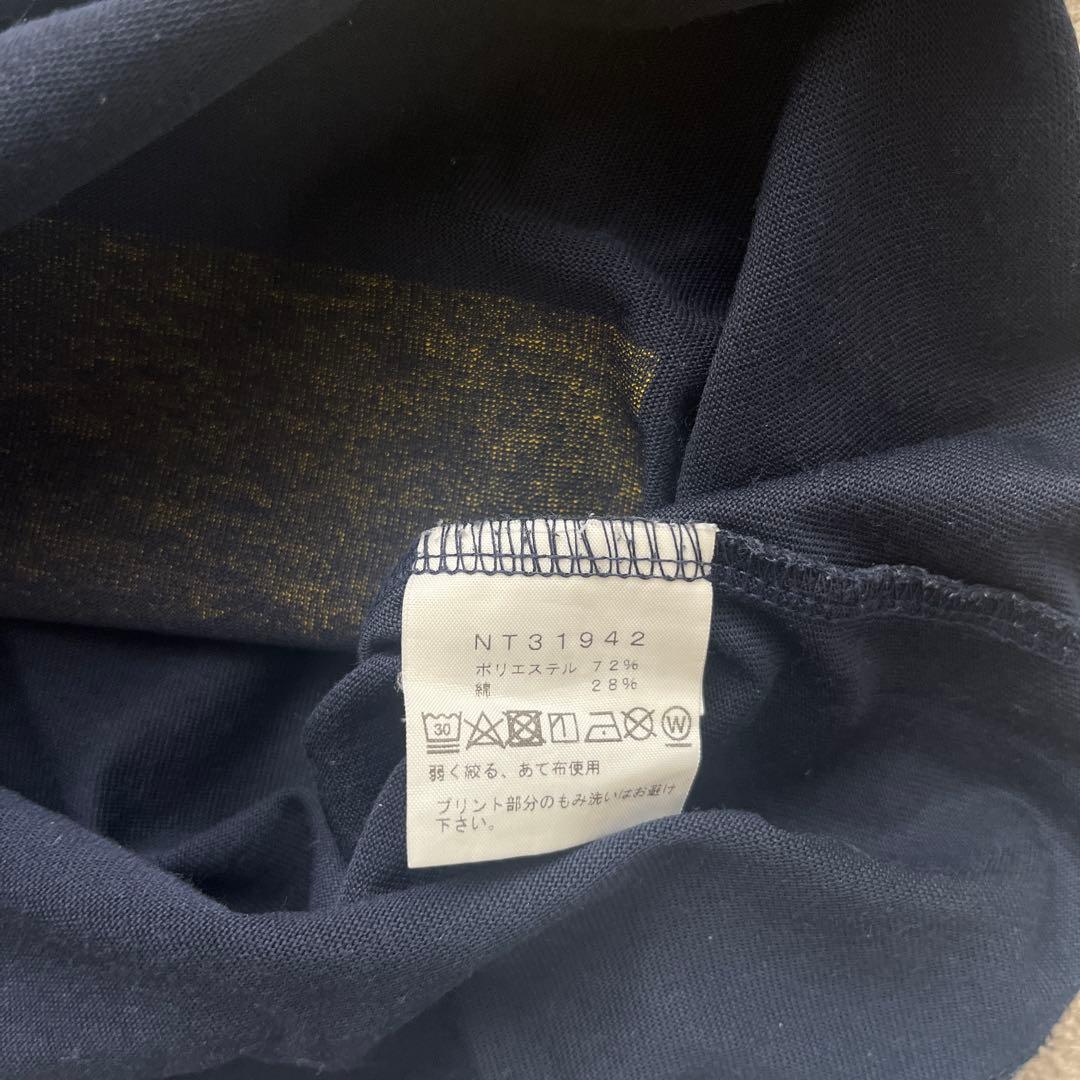 NT31942
ポリエステル 72%
綿 28%
30 W
弱く絞る、あて布使用
プリント部分のもみ洗いはお避け
下さい。